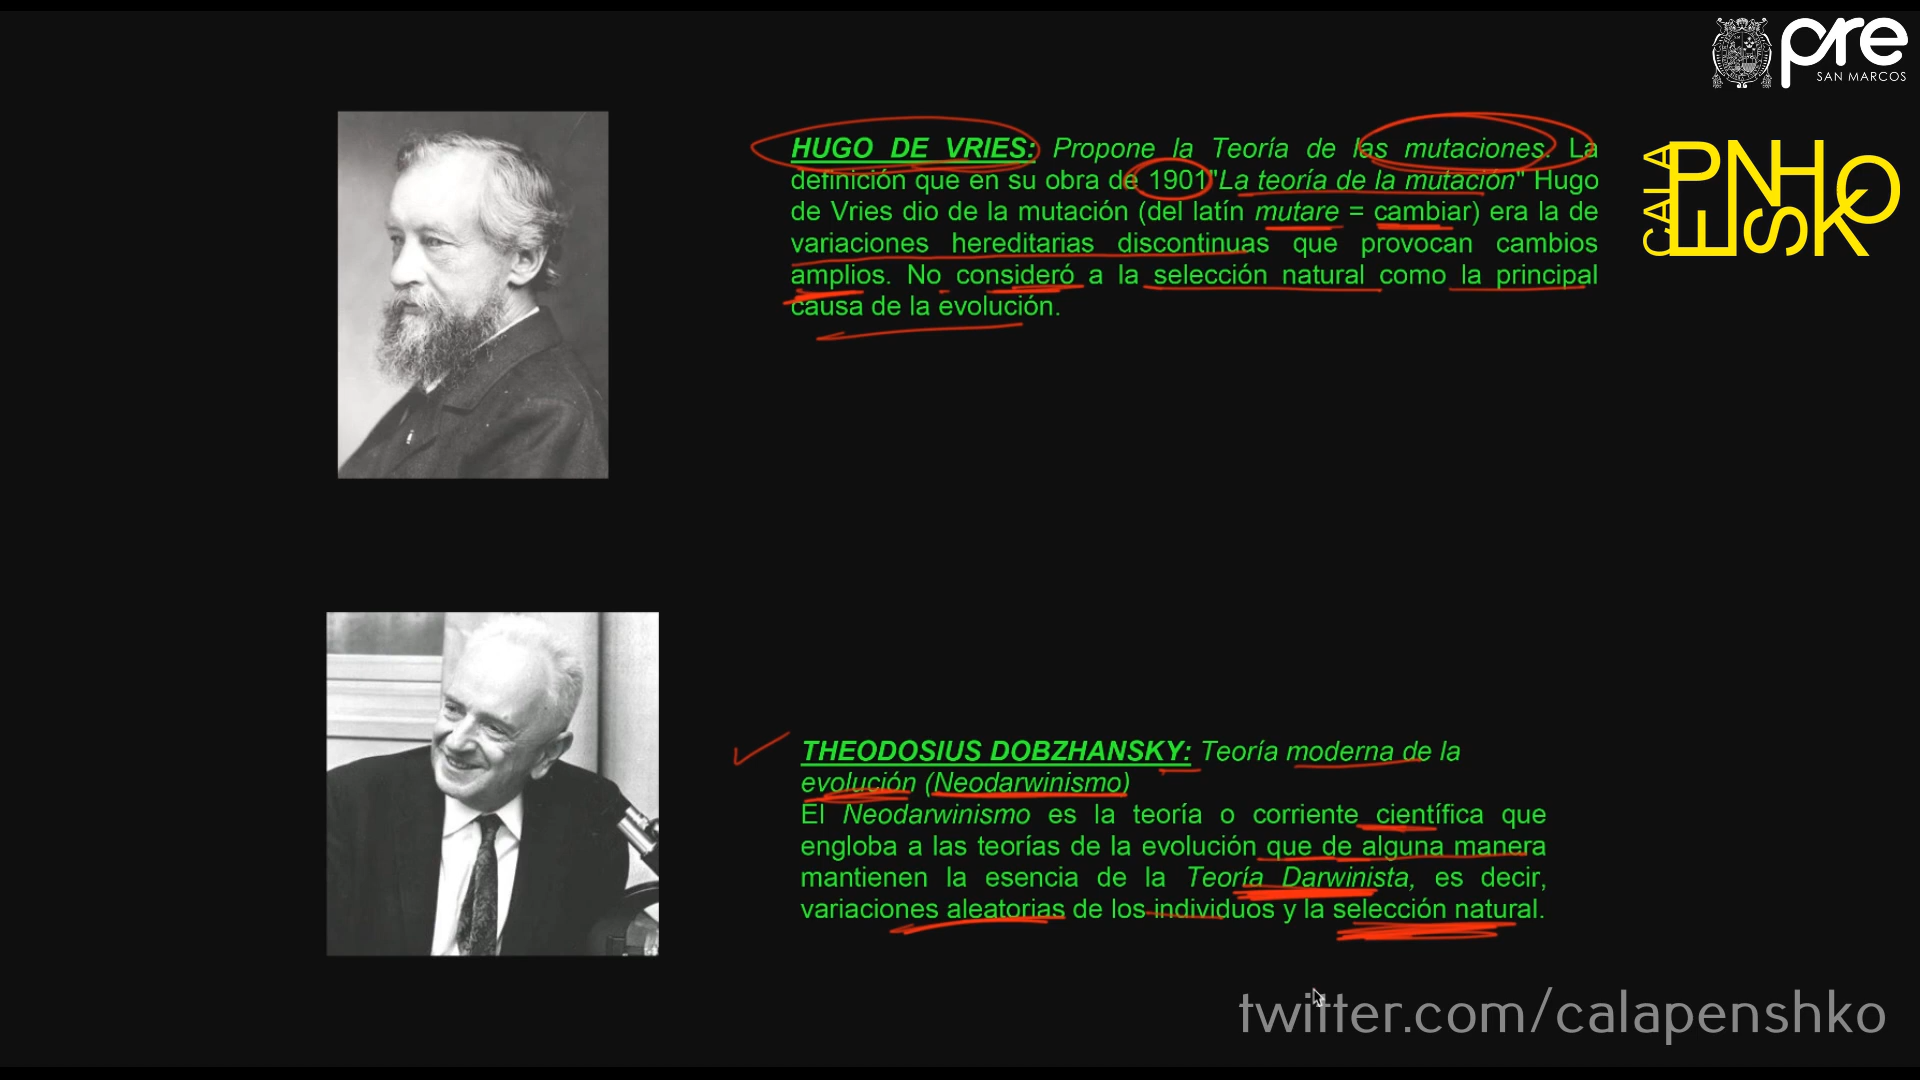 pre
SAN MARCOS
CALA
PENSHKO
HUGO DE VRIES: Propone la Teoría de las mutaciones. La
definición que en su obra de 1901"La teoría de la mutación" Hugo
de Vries dio de la mutación (del latín mutare = cambiar) era la de
variaciones hereditarias discontinuas que provocan cambios
amplios. No consideró a la selección natural como la principal
causa de la evolución.
THEODOSIUS DOBZHANSKY: Teoría moderna de la
evolución (Neodarwinismo)
El Neodarwinismo es la teoría o corriente científica que
engloba a las teorías de la evolución que de alguna manera
mantienen la esencia de la Teoría Darwinista, es decir,
variaciones aleatorias de los individuos y la selección natural.
twitter.com/calapenshko